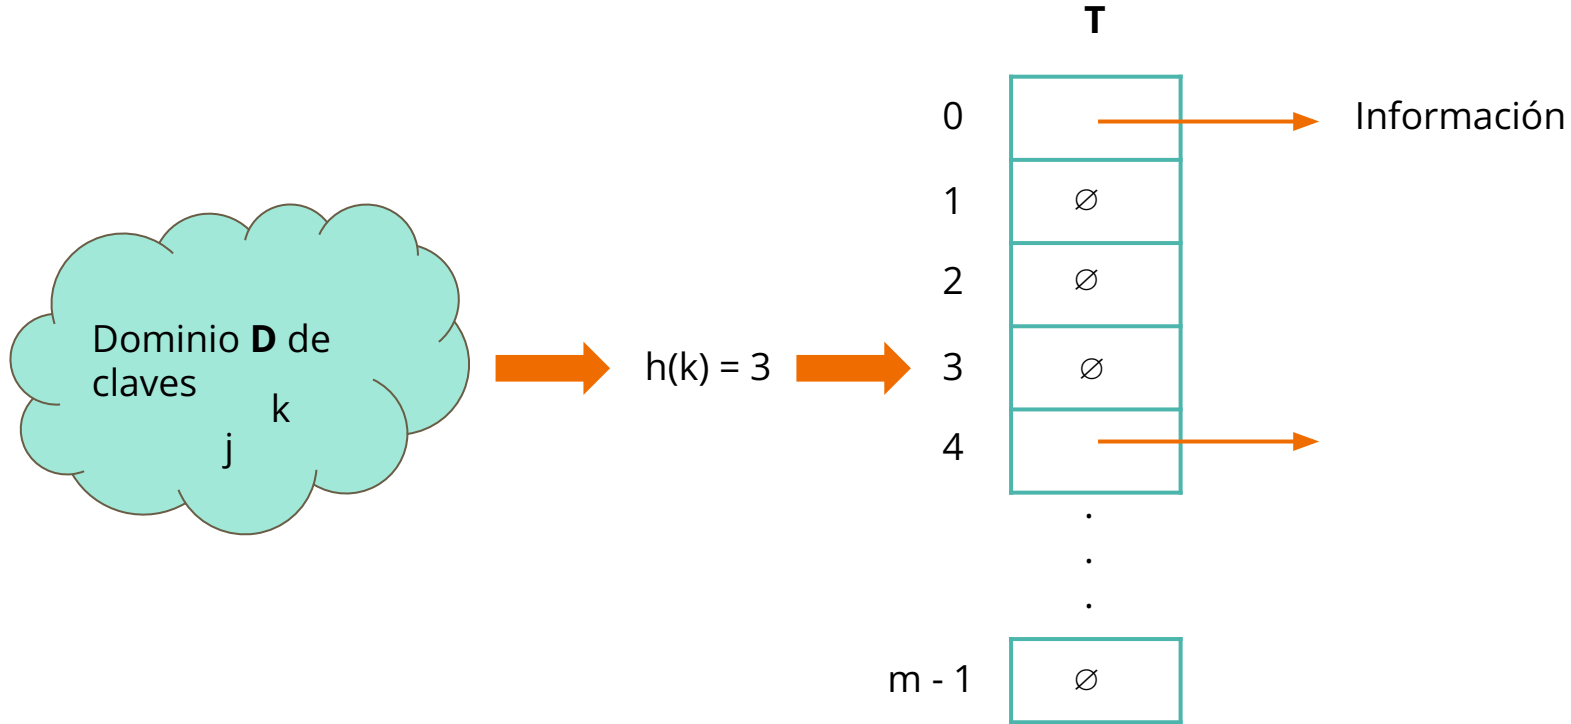 T
0
Información
1
∅
2
∅
Dominio D de
claves
k
j
h(k) = 3
3
∅
4
.
.
.
m - 1
∅